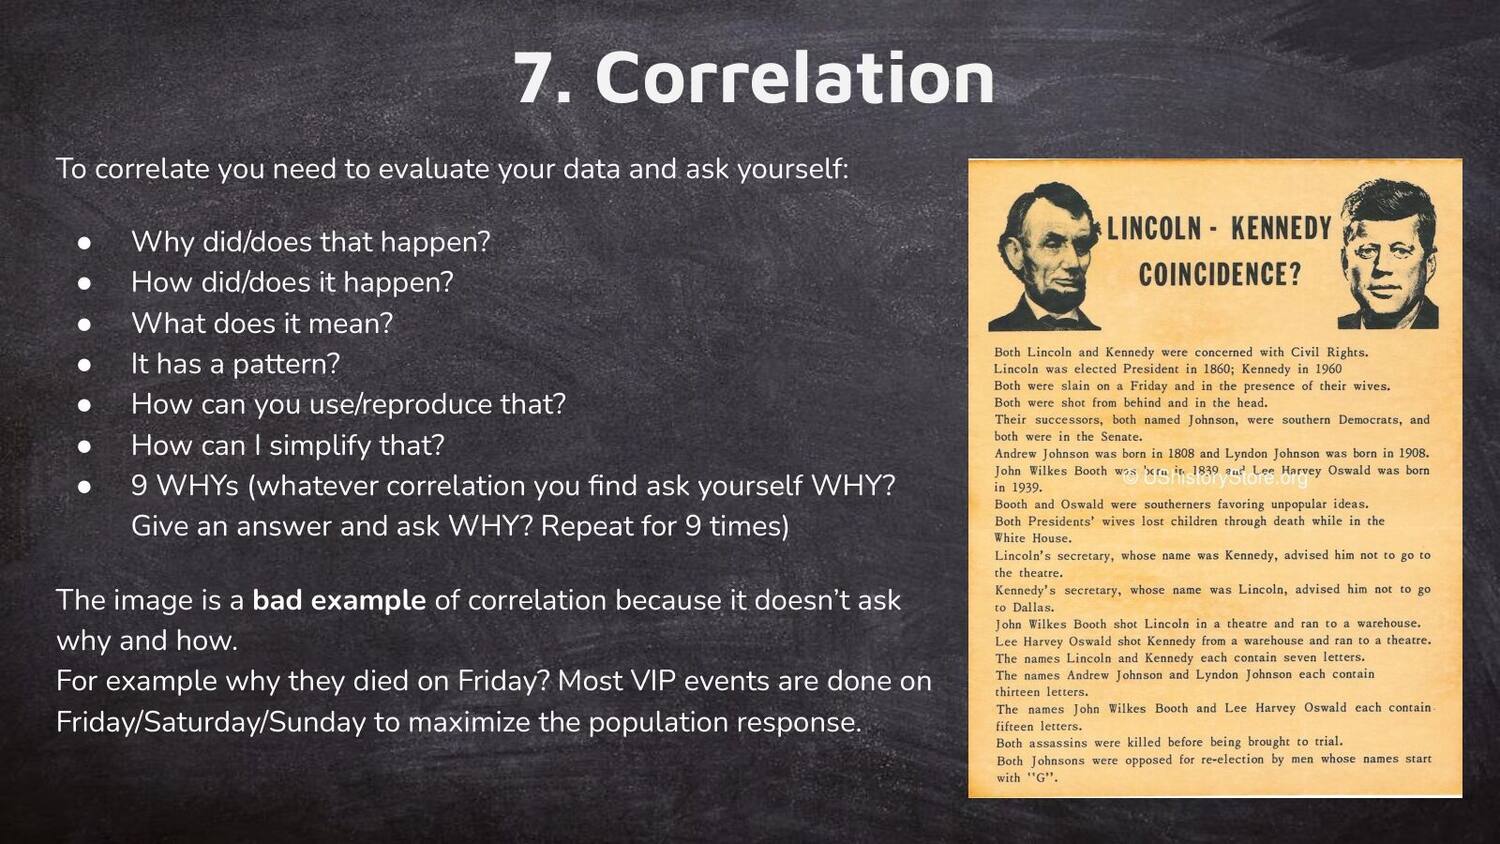 7. Correlation
To correlate you need to evaluate your data and ask yourself:
● Why did/does that happen?
● How did/does it happen?
● What does it mean?
● It has a pattern?
● How can you use/reproduce that?
● How can I simplify that?
● 9 WHYs (whatever correlation you find ask yourself WHY?
Give an answer and ask WHY? Repeat for 9 times)
The image is a bad example of correlation because it doesn’t ask
why and how.
For example why they died on Friday? Most VIP events are done on
Friday/Saturday/Sunday to maximize the population response.
LINCOLN - KENNEDY
COINCIDENCE?
Both Lincoln and Kennedy were concerned with Civil Rights.
Lincoln was elected President in 1860; Kennedy in 1960
Both were slain on a Friday and in the presence of their wives.
Both were shot from behind and in the head.
Their successors, both named Johnson, were southern Democrats, and
both were in the Senate.
Andrew Johnson was born in 1808 and Lyndon Johnson was born in 1908.
John Wilkes Booth was born in 1839 and Lee Harvey Oswald was born
© UShistoryStore.org
in 1939.
Booth and Oswald were southerners favoring unpopular ideas.
Both Presidents' wives lost children through death while in the
White House.
Lincoln's secretary, whose name was Kennedy, advised him not to go to
the theatre.
Kennedy's secretary, whose name was Lincoln, advised him not to go
to Dallas.
John Wilkes Booth shot Lincoln in a theatre and ran to a warehouse.
Lee Harvey Oswald shot Kennedy from a warehouse and ran to a theatre.
The names Lincoln and Kennedy each contain seven letters.
The names Andrew Johnson and Lyndon Johnson each contain
thirteen letters.
The names John Wilkes Booth and Lee Harvey Oswald each contain
fifteen letters.
Both assassins were killed before being brought to trial.
Both Johnsons were opposed for re-election by men whose names start
with "G".